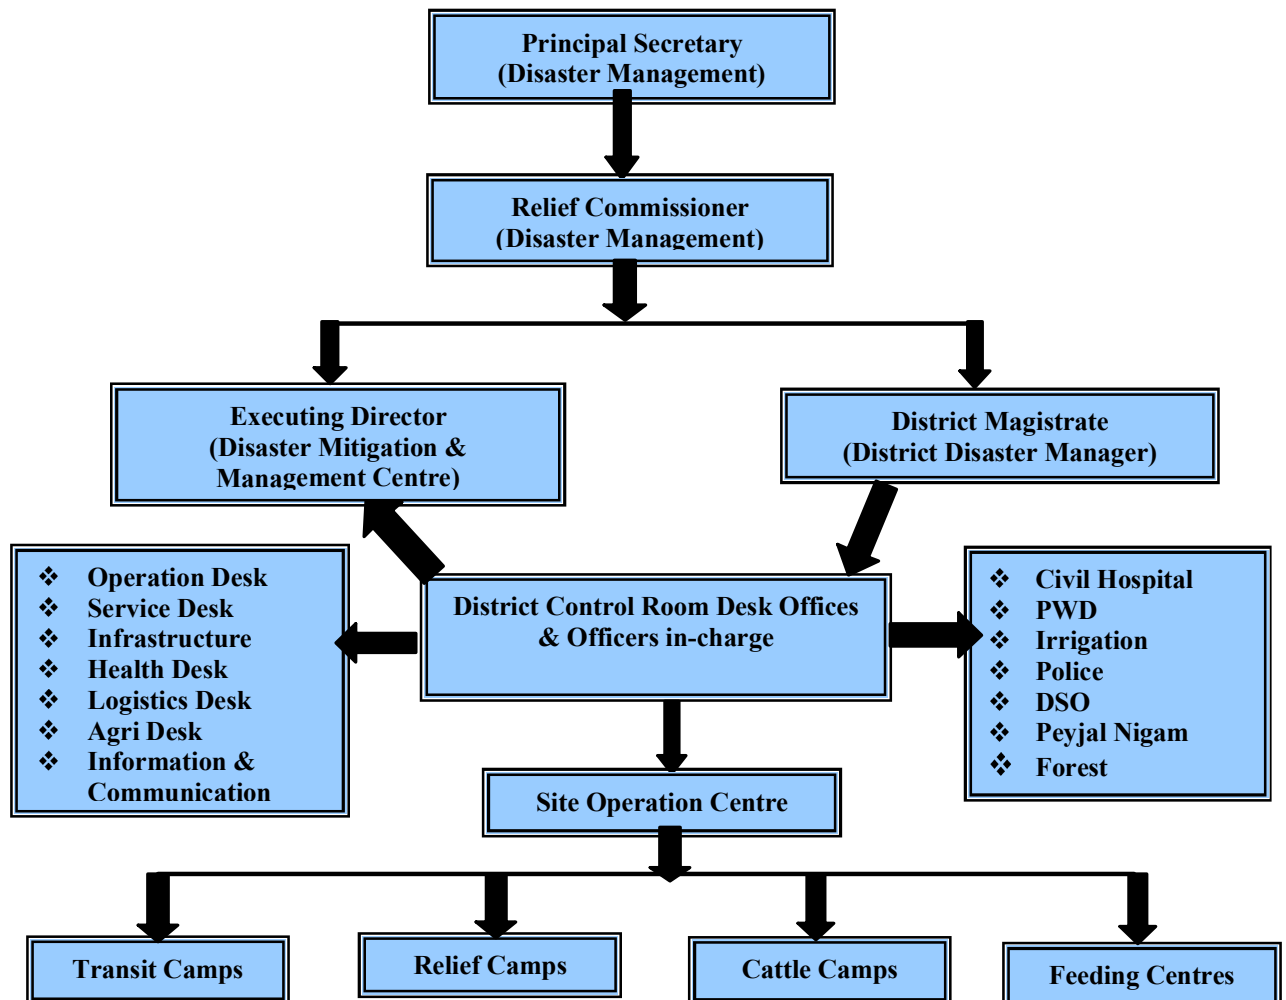 Principal Secretary
(Disaster Management)
Relief Commissioner
(Disaster Management)
Executing Director
(Disaster Mitigation &
Management Centre)
District Magistrate
(District Disaster Manager)
❖ Operation Desk
❖ Service Desk
❖ Infrastructure
❖ Health Desk
❖ Logistics Desk
❖ Agri Desk
❖ Information &
Communication
District Control Room Desk Offices
& Officers in-charge
❖ Civil Hospital
❖ PWD
❖ Irrigation
❖ Police
❖ DSO
❖ Peyjal Nigam
❖ Forest
Site Operation Centre
Transit Camps
Relief Camps
Cattle Camps
Feeding Centres